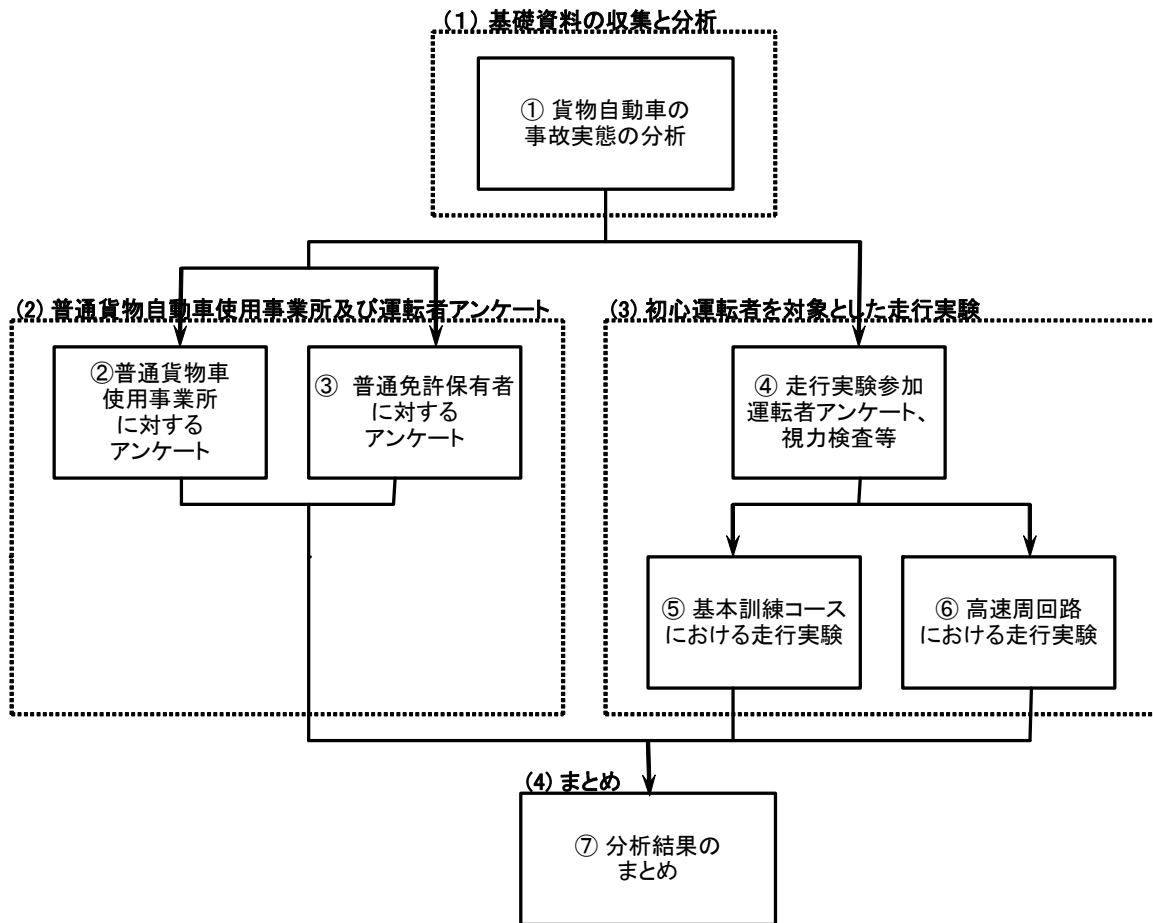 (1) 基礎資料の収集と分析
① 貨物自動車の
事故実態の分析
(2) 普通貨物自動車使用事業所及び運転者アンケート
②普通貨物車
使用事業所
に対する
アンケート
③ 普通免許保有者
に対する
アンケート
(3) 初心運転者を対象とした走行実験
④ 走行実験参加
運転者アンケート、
視力検査等
⑤ 基本訓練コース
における走行実験
⑥ 高速周回路
における走行実験
(4) まとめ
⑦ 分析結果の
まとめ